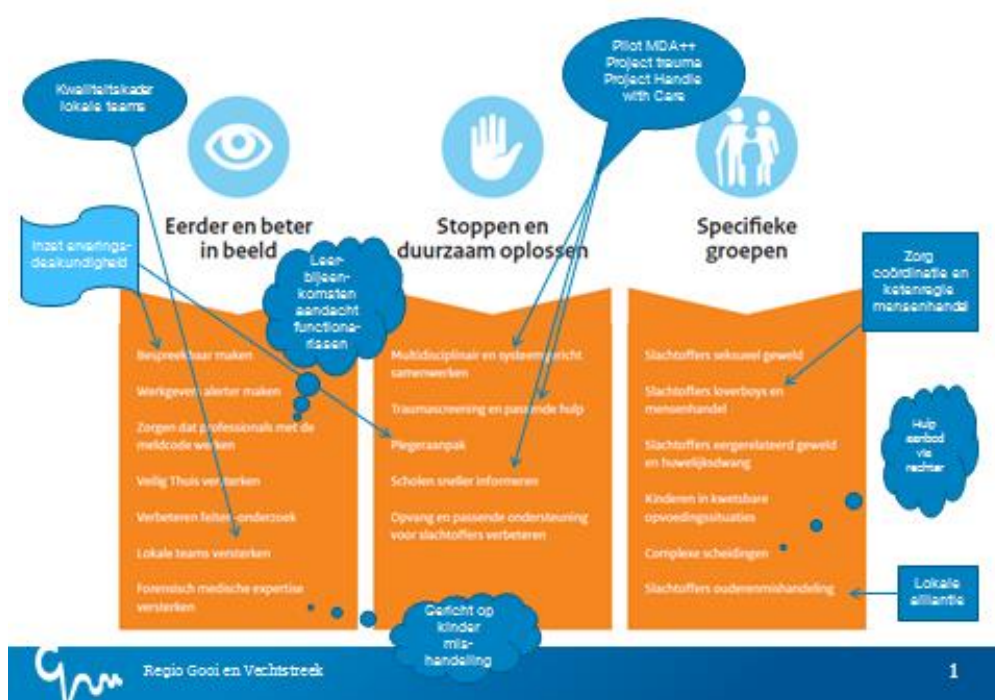 Kwaliteitskader
lokale teams
Pilot MDA++
Project trauma
Project Handle
with Care
Inzet ervarings-
deskundigheid
Eerder en beter
in beeld
Stoppen en
duurzaam oplossen
Specifieke
groepen
Leer-
bijeen-
komsten
aandacht
functiona-
rissen
Zorg
coördinatie en
ketenregie
mensenhandel
Bespreekbaar maken
Werkgevers alerter maken
Zorgen dat professionals met de
meldcode werken
Veilig Thuis versterken
Verbeteren feiten-onderzoek
Lokale teams versterken
Forensisch medische expertise
versterken
Multidisciplinair en systeemgericht
samenwerken
Traumascreening en passende hulp
Plegeraanpak
Scholen sneller informeren
Opvang en passende ondersteuning
voor slachtoffers verbeteren
Slachtoffers seksueel geweld
Slachtoffers loverboys en
mensenhandel
Slachtoffers eergerelateerd geweld
en huwelijksdwang
Kinderen in kwetsbare
opvoedingssituaties
Complexe scheidingen
Slachtoffers ouderenmishandeling
Hulp
aanbod
via
rechter
Lokale
alliantie
Gericht op
kinder
mis-
handeling
Regio Gooi en Vechtstreek
1